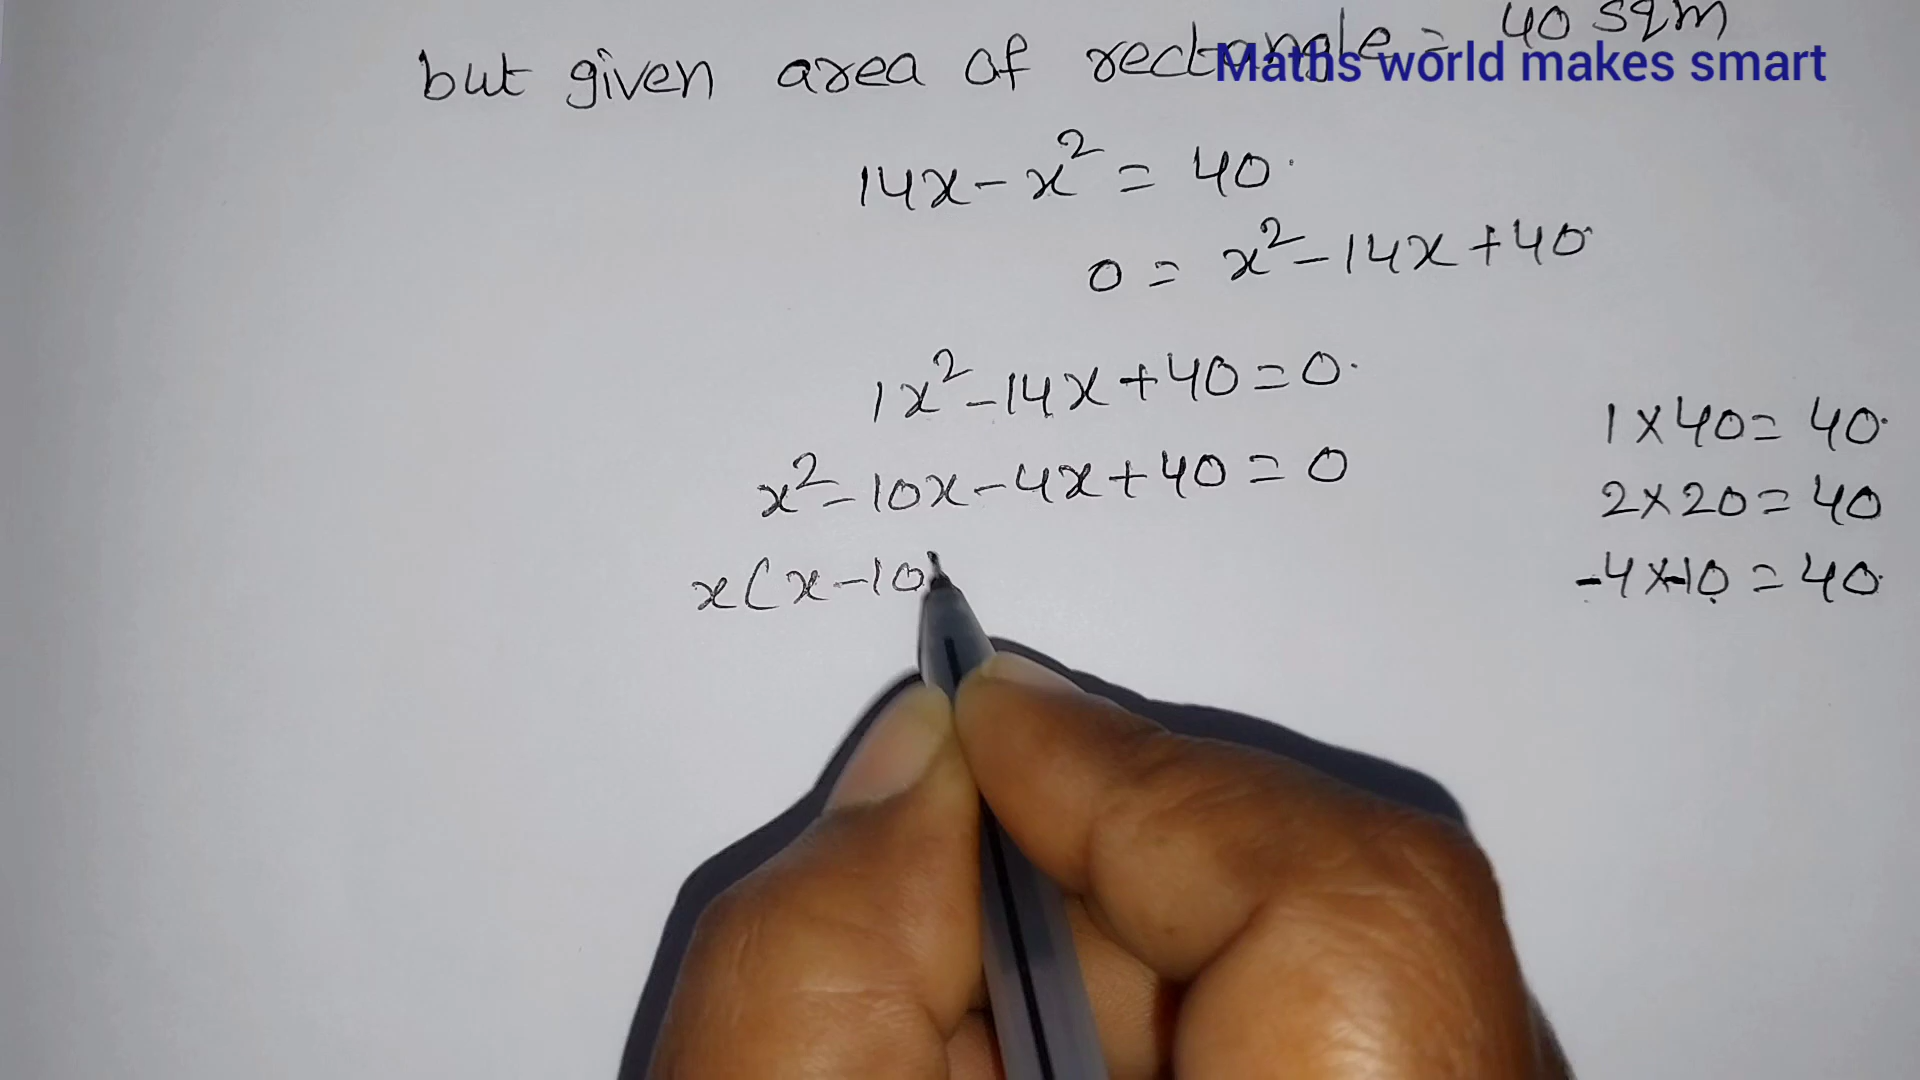 but given area of rectangle = 40 sqm
Maths world makes smart
14x - x² = 40.
0 = x² - 14x + 40.
1x² - 14x + 40 = 0.
x² - 10x - 4x + 40 = 0
x(x - 10)
1 × 40 = 40.
2 × 20 = 40
-4 × -10 = 40.